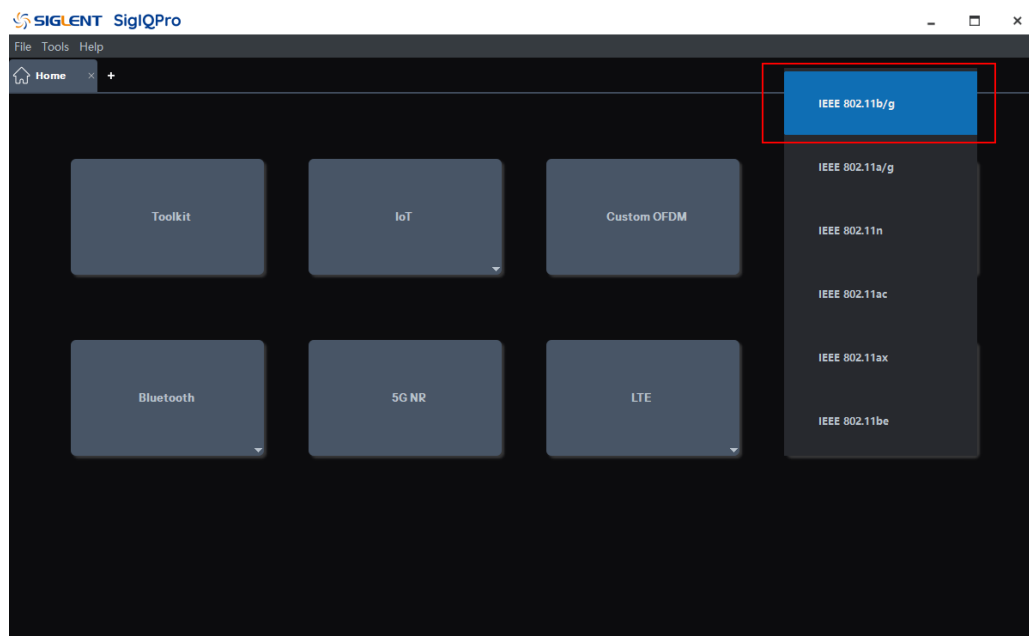 SIGLENT SigIQPro
File Tools Help
Home × +
IEEE 802.11b/g
IEEE 802.11a/g
Toolkit IoT Custom OFDM
IEEE 802.11n
IEEE 802.11ac
IEEE 802.11ax
Bluetooth 5G NR LTE
IEEE 802.11be